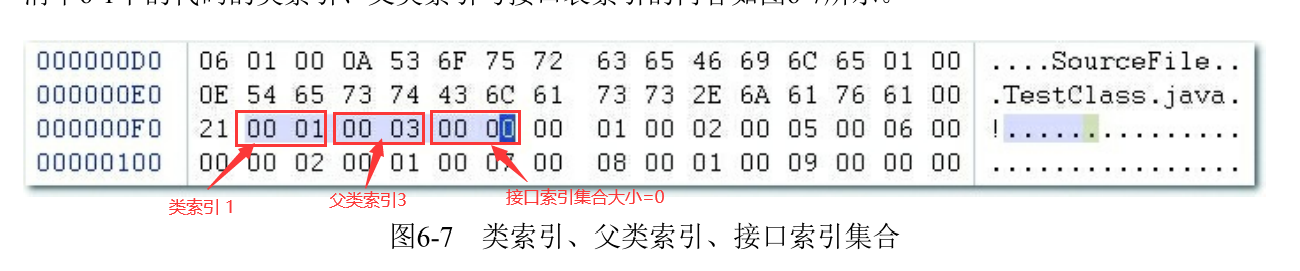 000000D0 06 01 00 0A 53 6F 75 72 63 65 46 69 6C 65 01 00 ....SourceFile..
000000E0 0E 54 65 73 74 43 6C 61 73 73 2E 6A 61 76 61 00 .TestClass.java.
000000F0 21 00 01 00 03 00 00 00 01 00 02 00 05 00 06 00 !...............
00000100 00 00 02 00 01 00 07 00 08 00 01 00 09 00 00 00 ................
类索引 1 父类索引3 接口索引集合大小=0
图6-7 类索引、父类索引、接口索引集合